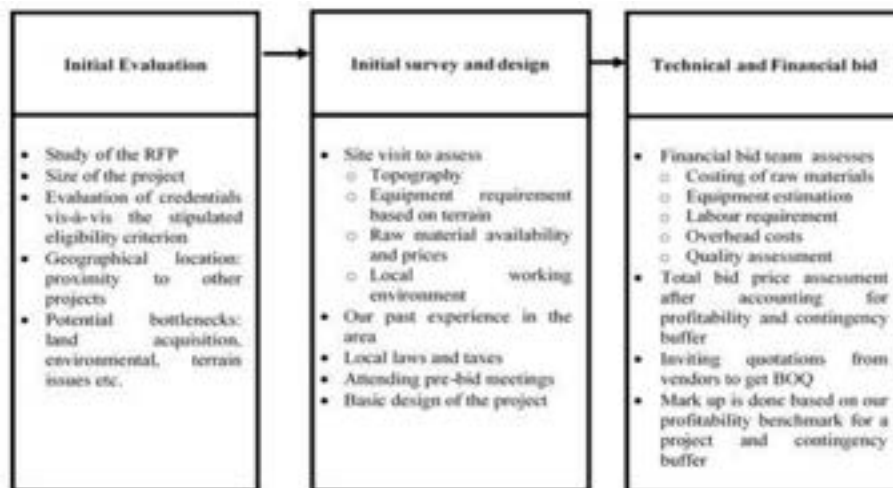 Initial Evaluation
• Study of the RFP
• Size of the project
• Evaluation of credentials
vis-à-vis the stipulated
eligibility criterion
• Geographical location:
proximity to other
projects
• Potential bottlenecks:
land acquisition,
environmental, terrain
issues etc.
Initial survey and design
• Site visit to assess
o Topography
o Equipment requirement
based on terrain
o Raw material availability
and prices
o Local working
environment
• Our past experience in the
area
• Local laws and taxes
• Attending pre-bid meetings
• Basic design of the project
Technical and Financial bid
• Financial bid team assesses
o Costing of raw materials
o Equipment estimation
o Labour requirement
o Overhead costs
o Quality assessment
• Total bid price assessment
after accounting for
profitability and contingency
buffer
• Inviting quotations from
vendors to get BOQ
• Mark up is done based on our
profitability benchmark for a
project and contingency
buffer